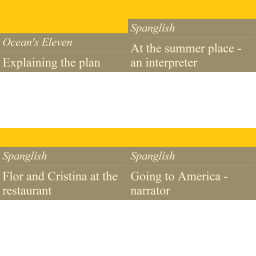 Ocean's Eleven
Explaining the plan
Spanglish
At the summer place -
an interpreter
Spanglish
Flor and Cristina at the
restaurant
Spanglish
Going to America -
narrator